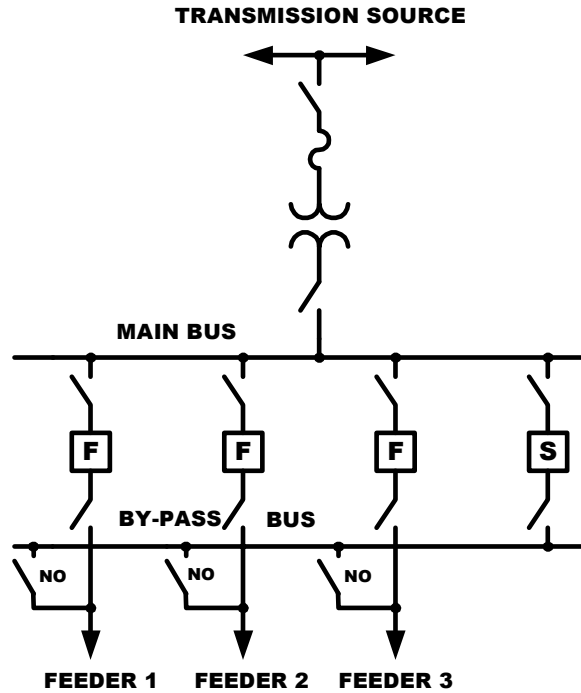 TRANSMISSION SOURCE
MAIN BUS
F F F S
BY-PASS BUS
NO NO NO
FEEDER 1 FEEDER 2 FEEDER 3